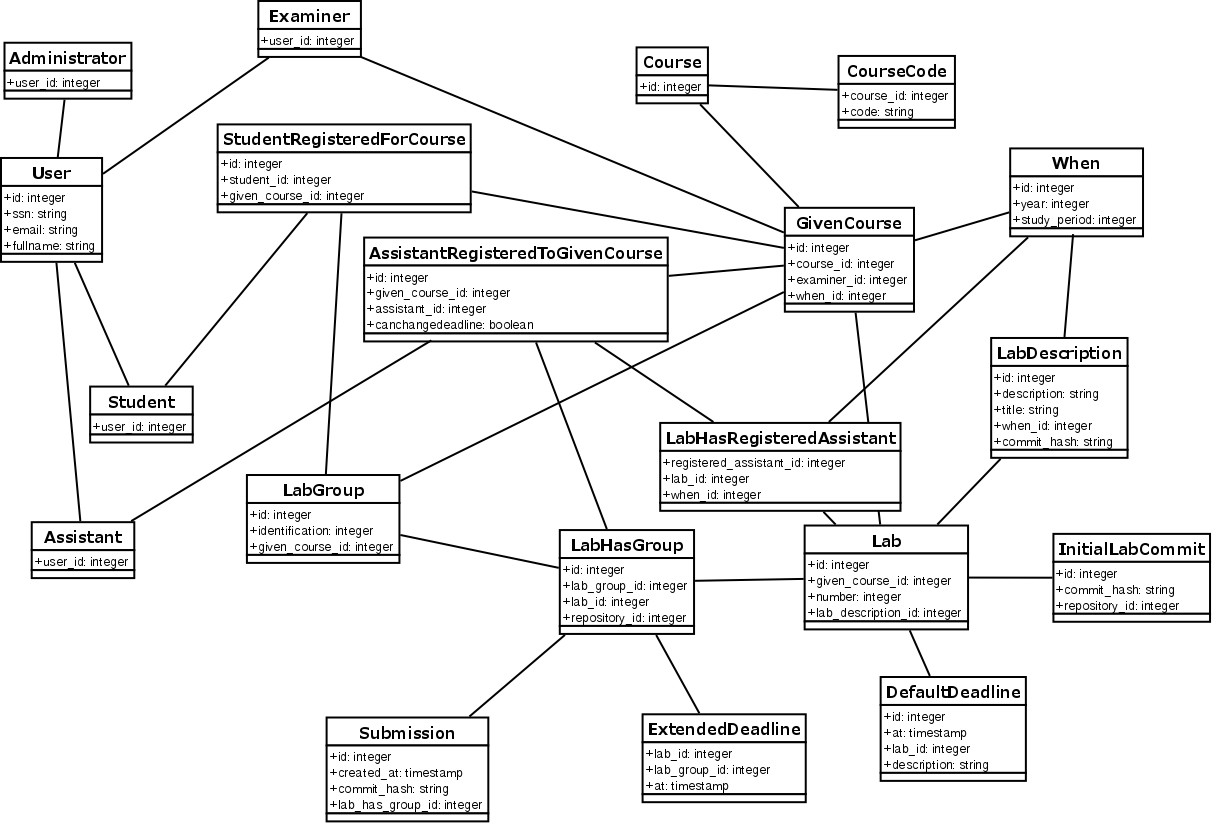 Examiner
+user_id: integer
Administrator
+user_id: integer
Course
+id: integer
CourseCode
+course_id: integer
+code: string
StudentRegisteredForCourse
+id: integer
+student_id: integer
+given_course_id: integer
When
+id: integer
+year: integer
+study_period: integer
User
+id: integer
+ssn: string
+email: string
+fullname: string
GivenCourse
+id: integer
+course_id: integer
+examiner_id: integer
+when_id: integer
AssistantRegisteredToGivenCourse
+id: integer
+given_course_id: integer
+assistant_id: integer
+canchangedeadline: boolean
LabDescription
+id: integer
+description: string
+title: string
+when_id: integer
+commit_hash: string
Student
+user_id: integer
LabHasRegisteredAssistant
+registered_assistant_id: integer
+lab_id: integer
+when_id: integer
LabGroup
+id: integer
+identification: integer
+given_course_id: integer
Assistant
+user_id: integer
LabHasGroup
+id: integer
+lab_group_id: integer
+lab_id: integer
+repository_id: integer
Lab
+id: integer
+given_course_id: integer
+number: integer
+lab_description_id: integer
InitialLabCommit
+id: integer
+commit_hash: string
+repository_id: integer
DefaultDeadline
+id: integer
+at: timestamp
+lab_id: integer
+description: string
Submission
+id: integer
+created_at: timestamp
+commit_hash: string
+lab_has_group_id: integer
ExtendedDeadline
+lab_id: integer
+lab_group_id: integer
+at: timestamp